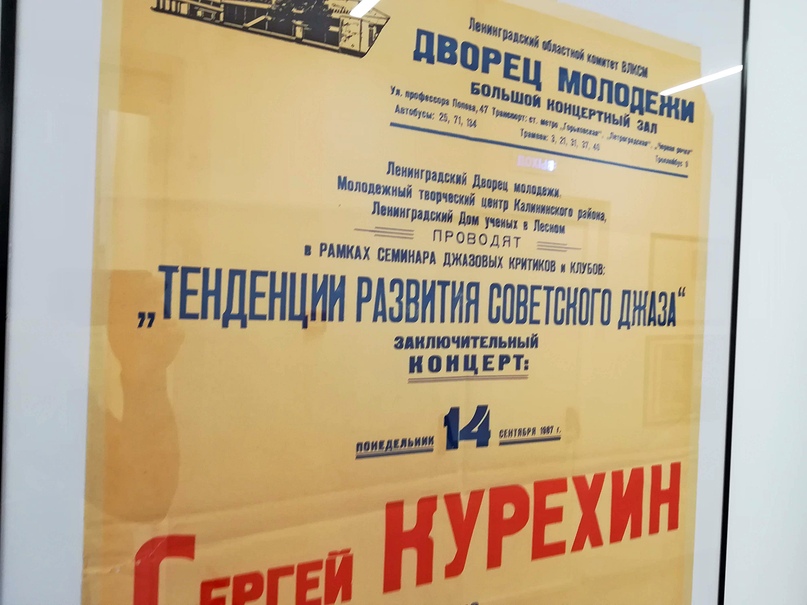 Ленинградский областной комитет ВЛКСМ
ДВОРЕЦ МОЛОДЕЖИ
БОЛЬШОЙ КОНЦЕРТНЫЙ ЗАЛ
Ул. профессора Попова, 47 Транспорт: ст. метро „Горьковская", „Петроградская", „Черная речка"
Автобусы: 25, 71, 134 Трамваи: 3, 21, 31, 37, 40 Троллейбус 9
Ленинградский Дворец молодежи,
Молодежный творческий центр Калининского района,
Ленинградский Дом ученых в Лесном
ПРОВОДЯТ
в РАМКАХ СЕМИНАРА ДЖАЗОВЫХ КРИТИКОВ и КЛУБОВ:
„ТЕНДЕНЦИИ РАЗВИТИЯ СОВЕТСКОГО ДЖАЗА"
ЗАКЛЮЧИТЕЛЬНЫЙ
КОНЦЕРТ:
ПОНЕДЕЛЬНИК 14 СЕНТЯБРЯ 1987 г.
СЕРГЕЙ КУРЕХИН